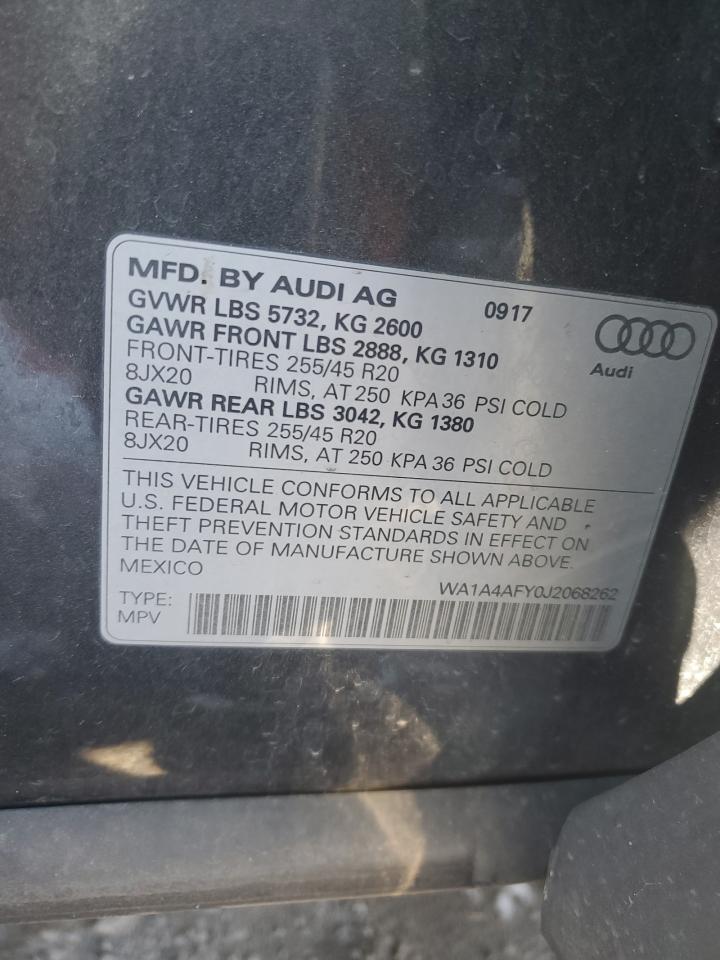 MFD. BY AUDI AG 0917
GVWR LBS 5732, KG 2600
GAWR FRONT LBS 2888, KG 1310
Audi
FRONT-TIRES 255/45 R20
8JX20 RIMS, AT 250 KPA 36 PSI COLD
GAWR REAR LBS 3042, KG 1380
REAR-TIRES 255/45 R20
8JX20 RIMS, AT 250 KPA 36 PSI COLD
THIS VEHICLE CONFORMS TO ALL APPLICABLE
U.S. FEDERAL MOTOR VEHICLE SAFETY AND
THEFT PREVENTION STANDARDS IN EFFECT ON
THE DATE OF MANUFACTURE SHOWN ABOVE.
MEXICO
WA1A4AFY0J2068262
TYPE:
MPV